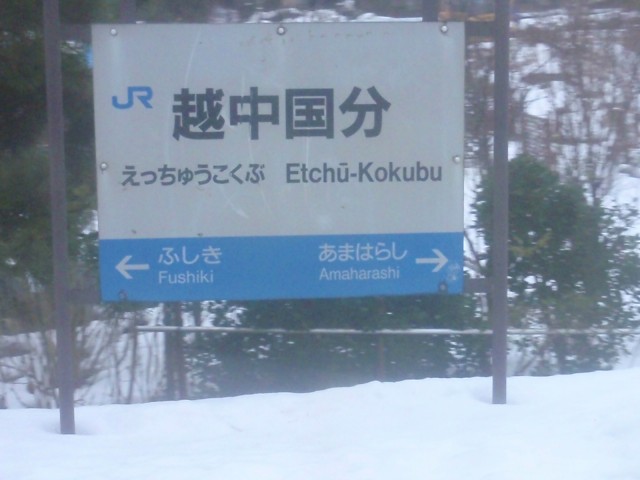 JR 越中国分
えっちゅうこくぶ Etchū-Kokubu
← ふしき あまはらし →
Fushiki Amaharashi